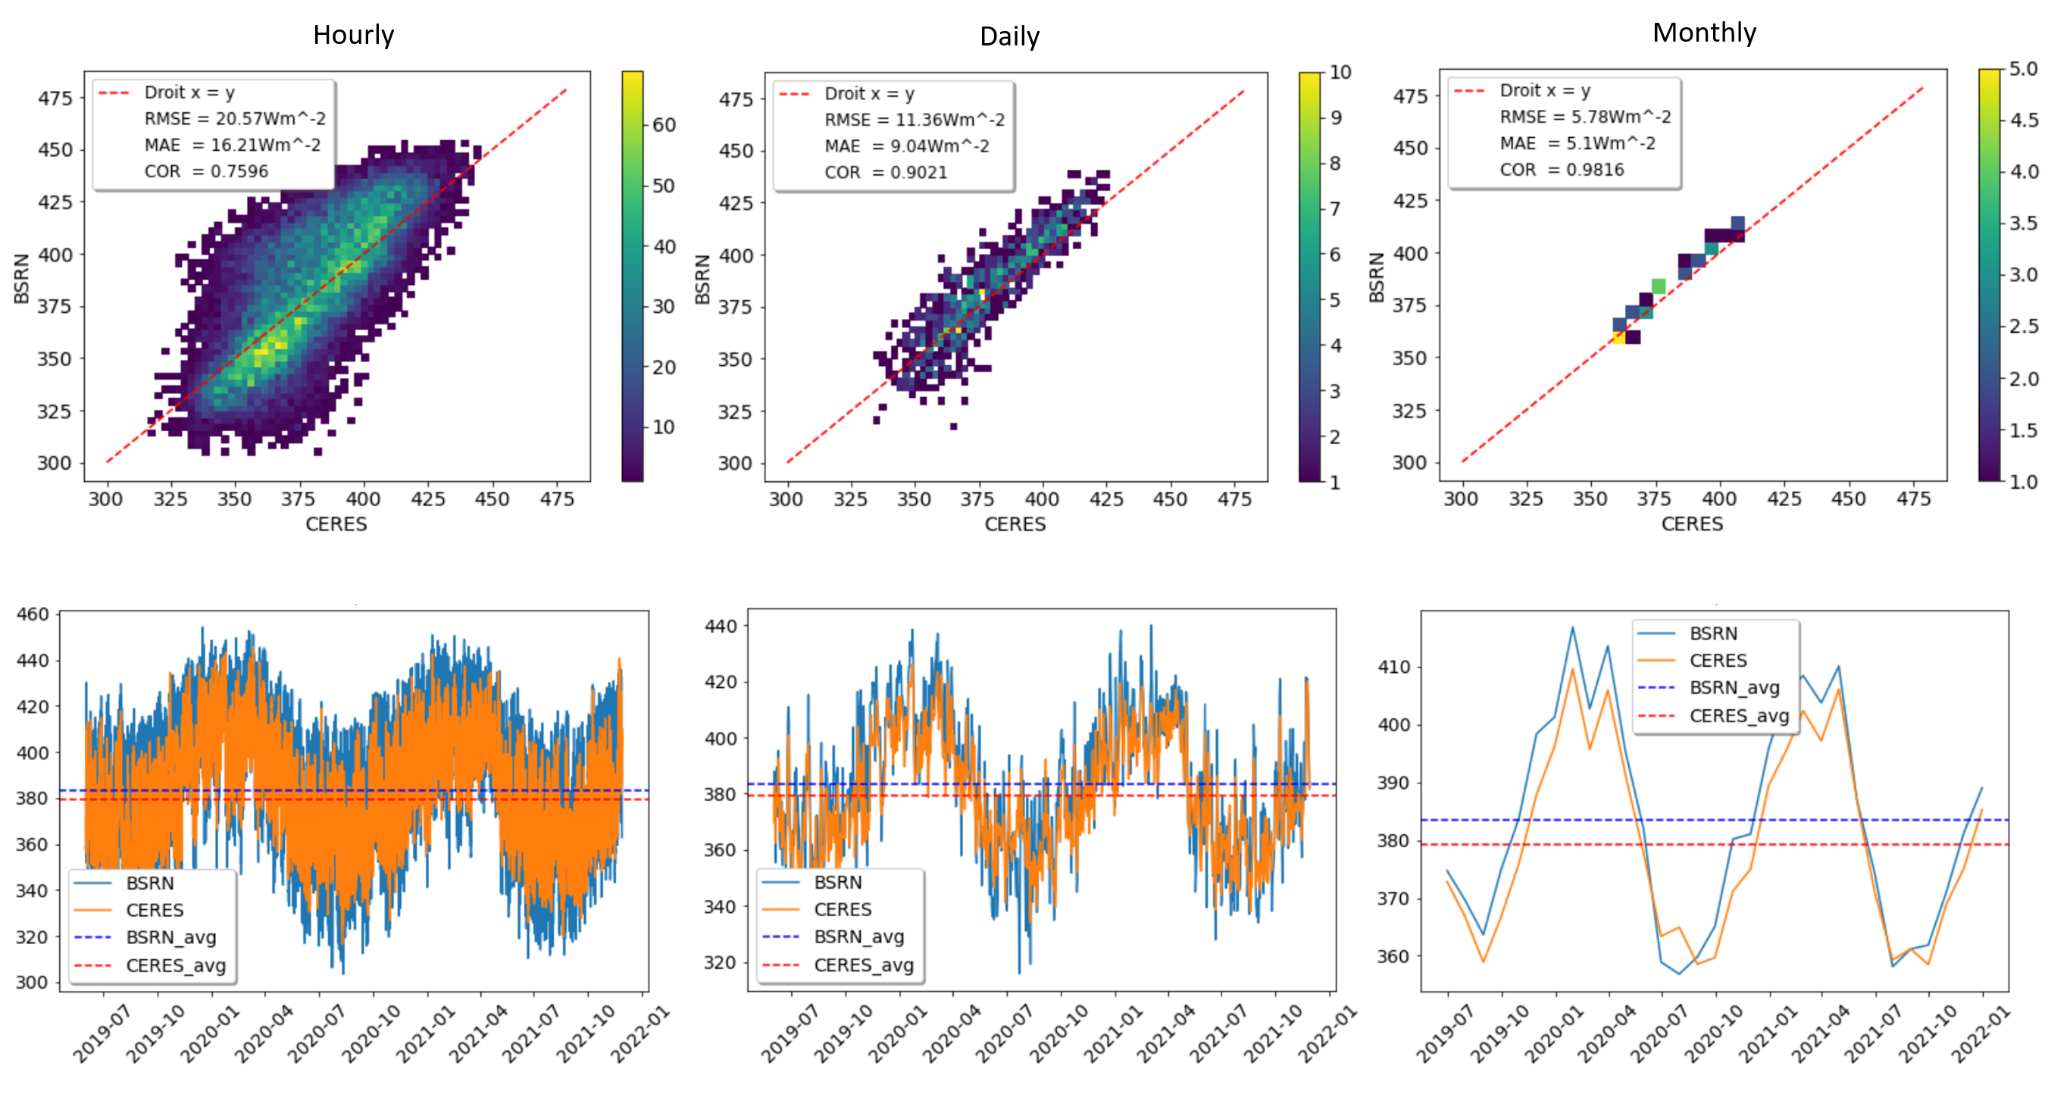 Hourly
Daily
Monthly
Droit x = y
RMSE = 20.57Wm^-2
MAE = 16.21Wm^-2
COR = 0.7596
475
450
425
400
375
350
325
300
BSRN
300 325 350 375 400 425 450 475
CERES
60
50
40
30
20
10
Droit x = y
RMSE = 11.36Wm^-2
MAE = 9.04Wm^-2
COR = 0.9021
475
450
425
400
375
350
325
300
BSRN
300 325 350 375 400 425 450 475
CERES
10
9
8
7
6
5
4
3
2
1
Droit x = y
RMSE = 5.78Wm^-2
MAE = 5.1Wm^-2
COR = 0.9816
475
450
425
400
375
350
325
300
BSRN
300 325 350 375 400 425 450 475
CERES
5.0
4.5
4.0
3.5
3.0
2.5
2.0
1.5
1.0
460
440
420
400
380
360
340
320
300
BSRN
CERES
BSRN_avg
CERES_avg
2019-07 2019-10 2020-01 2020-04 2020-07 2020-10 2021-01 2021-04 2021-07 2021-10 2022-01
440
420
400
380
360
340
320
BSRN
CERES
BSRN_avg
CERES_avg
2019-07 2019-10 2020-01 2020-04 2020-07 2020-10 2021-01 2021-04 2021-07 2021-10 2022-01
410
400
390
380
370
360
BSRN
CERES
BSRN_avg
CERES_avg
2019-07 2019-10 2020-01 2020-04 2020-07 2020-10 2021-01 2021-04 2021-07 2021-10 2022-01